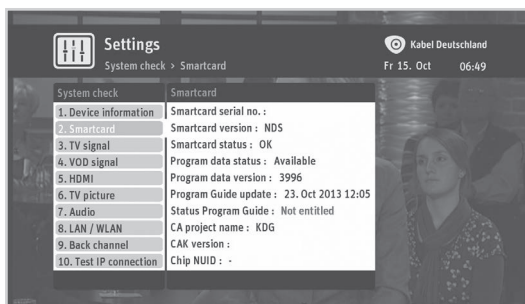 Settings
Kabel Deutschland
System check > Smartcard
Fr 15. Oct 06:49
System check
Smartcard
1. Device information
2. Smartcard
3. TV signal
4. VOD signal
5. HDMI
6. TV picture
7. Audio
8. LAN / WLAN
9. Back channel
10. Test IP connection
Smartcard serial no. :
Smartcard version : NDS
Smartcard status : OK
Program data status : Available
Program data version : 3996
Program Guide update : 23. Oct 2013 12:05
Status Program Guide : Not entitled
CA project name : KDG
CAK version :
Chip NUID : -